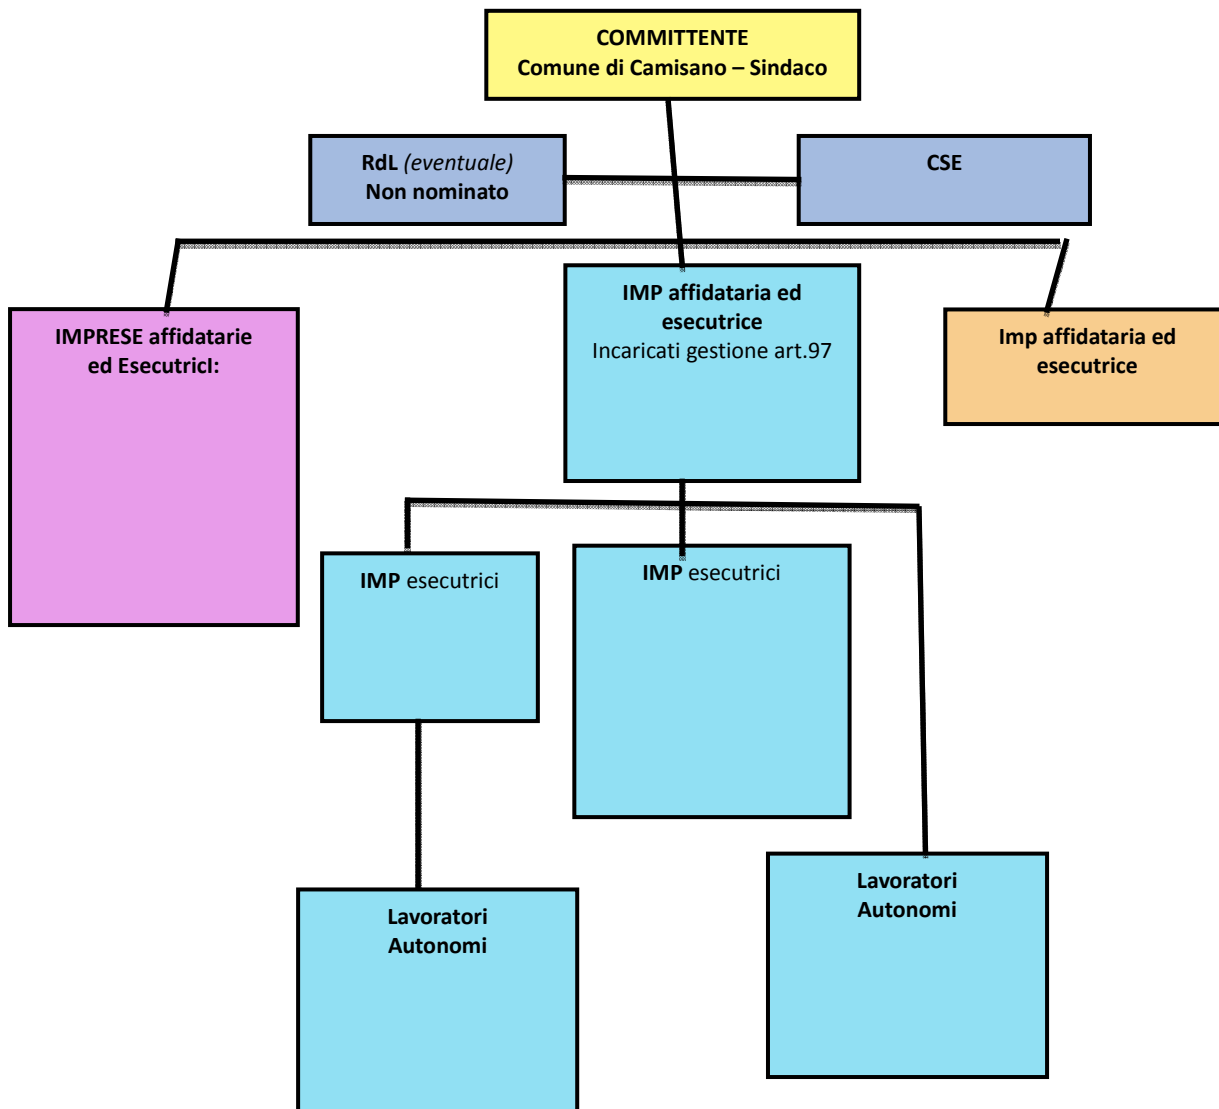 COMMITTENTE
Comune di Camisano – Sindaco
RdL (eventuale)
Non nominato
CSE
IMPRESE affidatarie
ed EsecutricI:
IMP affidataria ed
esecutrice
Incaricati gestione art.97
Imp affidataria ed
esecutrice
IMP esecutrici
IMP esecutrici
Lavoratori
Autonomi
Lavoratori
Autonomi